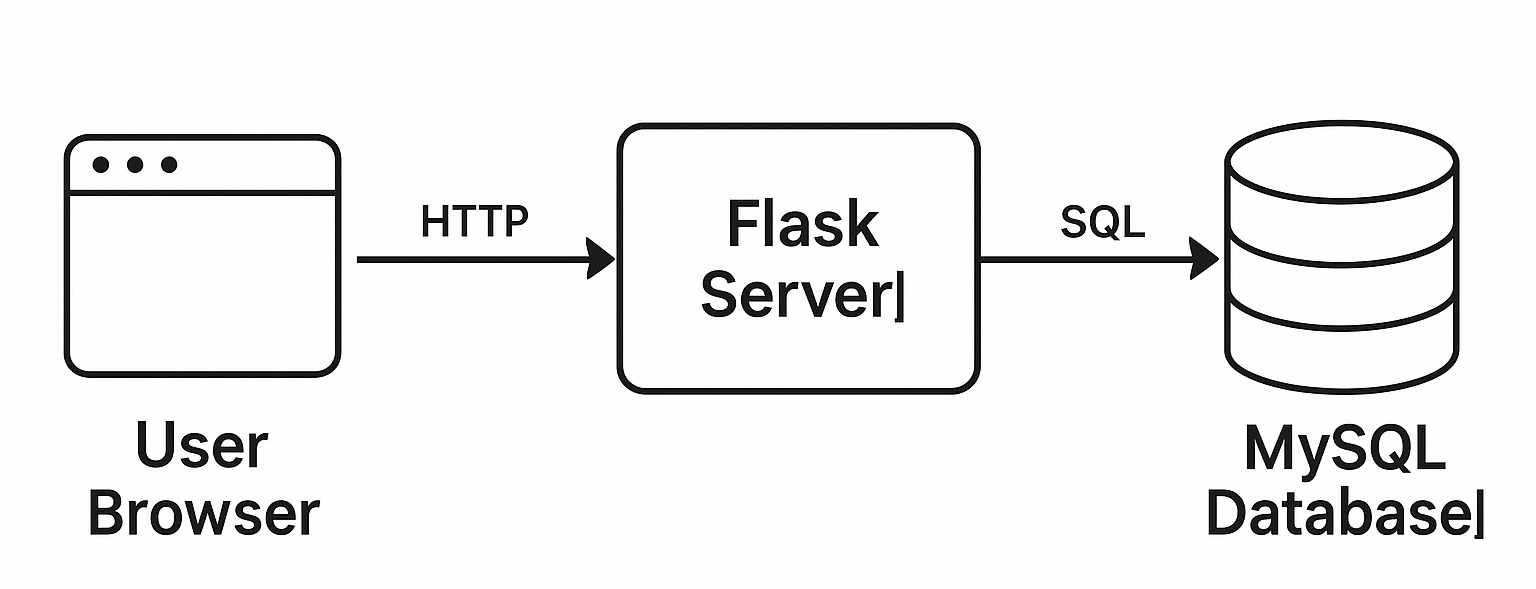 HTTP
Flask
Server]
SQL
User
Browser
MySQL
Database]